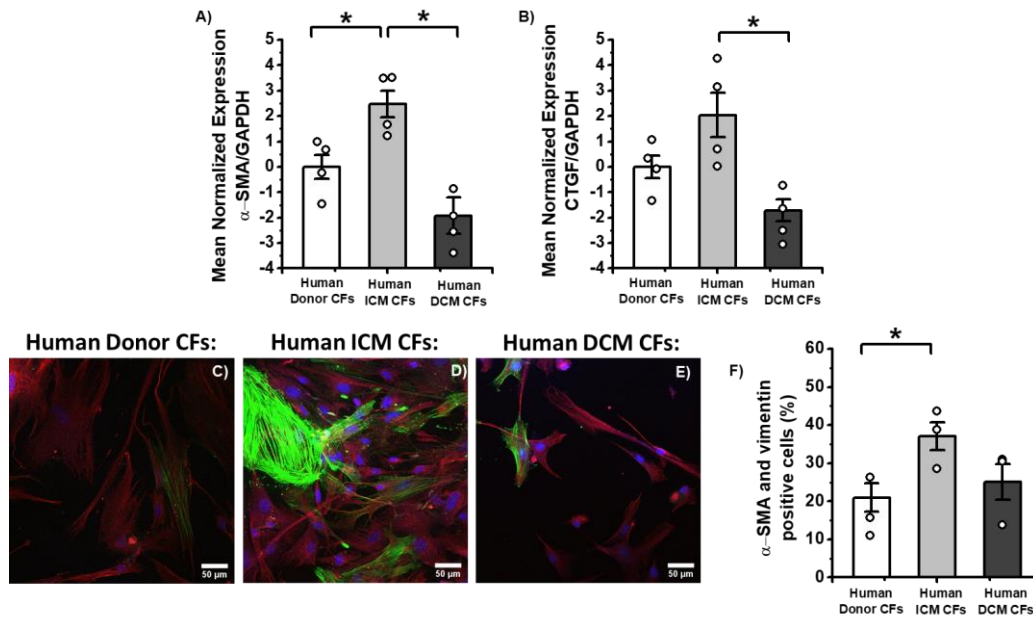 A)
*
*
Mean Normalized Expression
α–SMA/GAPDH
5
4
3
2
1
0
-1
-2
-3
-4
Human
Donor CFs
Human
ICM CFs
Human
DCM CFs
B)
*
Mean Normalized Expression
CTGF/GAPDH
5
4
3
2
1
0
-1
-2
-3
-4
Human
Donor CFs
Human
ICM CFs
Human
DCM CFs
Human Donor CFs:
C)
50 µm
Human ICM CFs:
D)
50 µm
Human DCM CFs:
E)
50 µm
F)
*
α–SMA and vimentin
positive cells (%)
60
50
40
30
20
10
0
Human
Donor CFs
Human
ICM CFs
Human
DCM CFs